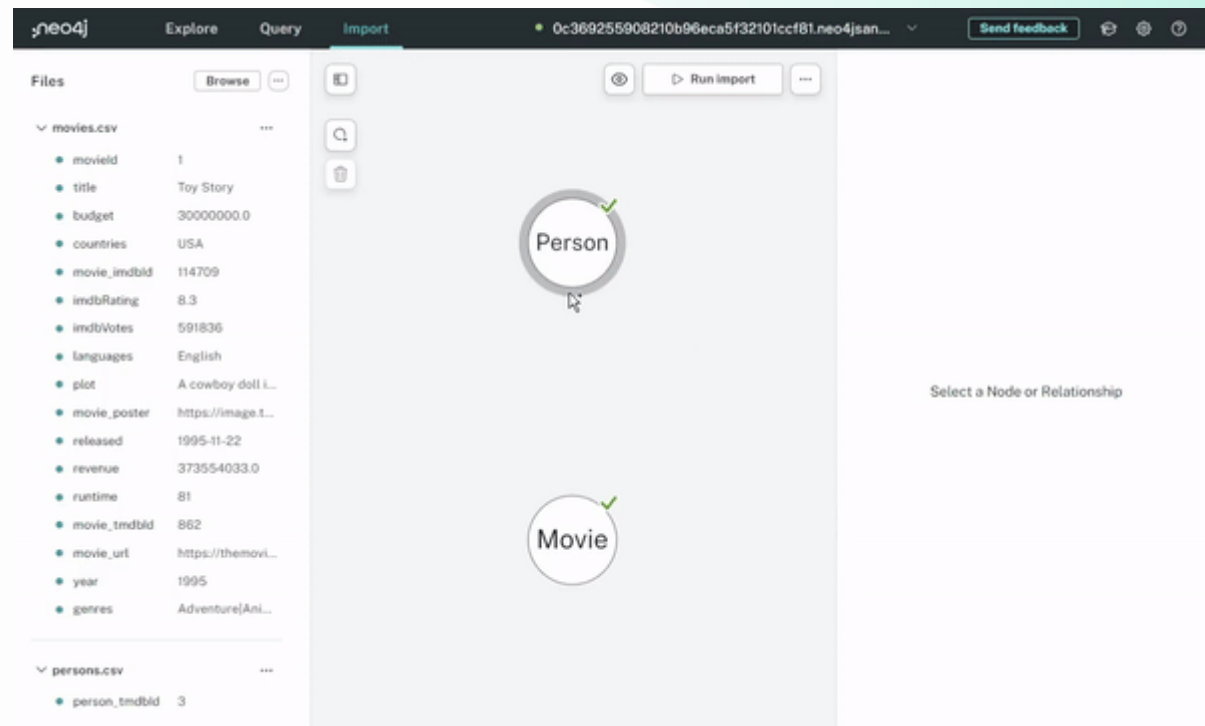 neo4j Explore Query Import 0c369255908210b96eca5f32101ccf81.neo4jsan... Send feedback
Files Browse
Run import
movies.csv
movieId 1
title Toy Story
budget 30000000.0
countries USA
movie_imdbId 114709
imdbRating 8.3
imdbVotes 591836
languages English
plot A cowboy doll i...
movie_poster https://image.t...
released 1995-11-22
revenue 373554033.0
runtime 81
movie_tmdbId 862
movie_url https://themovi...
year 1995
genres Adventure|Ani...
persons.csv
person_tmdbId 3
Person
Movie
Select a Node or Relationship